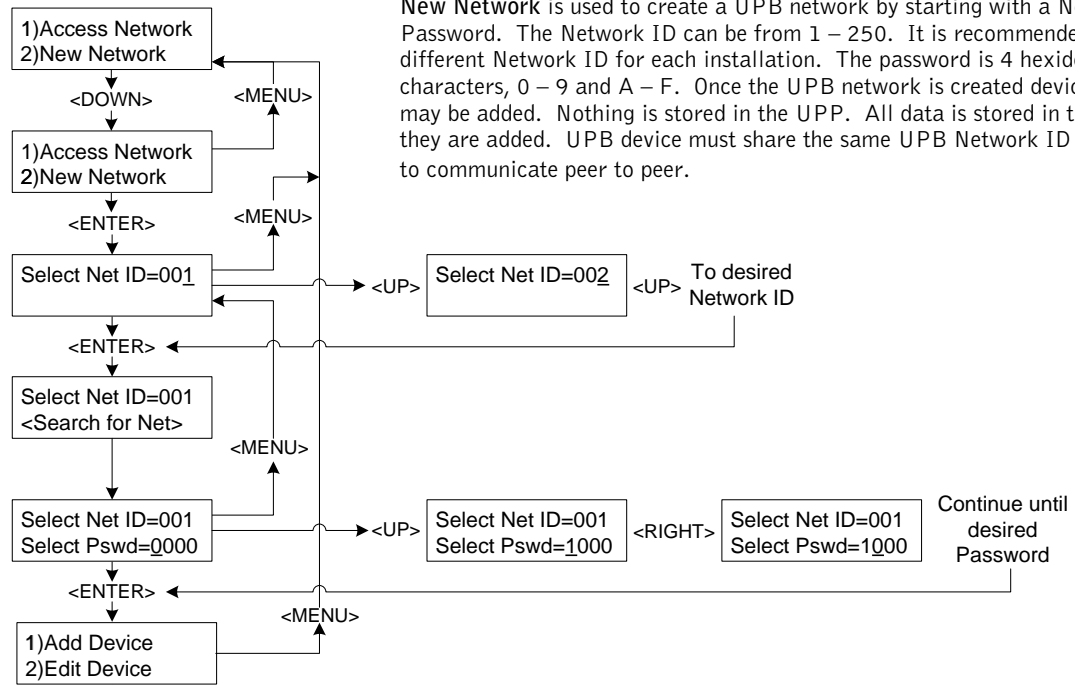 New Network is used to create a UPB network by starting with a
Password. The Network ID can be from 1 – 250. It is
different Network ID for each installation. The password is 4
characters, 0 – 9 and A – F. Once the UPB network is created
may be added. Nothing is stored in the UPP. All data is stored in
they are added. UPB device must share the same UPB Network ID
to communicate peer to peer.
1)Access Network
2)New Network
<DOWN>
<MENU>
1)Access Network
2)New Network
<ENTER>
<MENU>
Select Net ID=001
<UP>
Select Net ID=002
<UP>
To desired
Network ID
<ENTER>
Select Net ID=001
<Search for Net>
<MENU>
Select Net ID=001
Select Pswd=0000
<UP>
Select Net ID=001
Select Pswd=1000
<RIGHT>
Select Net ID=001
Select Pswd=1000
Continue until
desired
Password
<ENTER>
<MENU>
1)Add Device
2)Edit Device